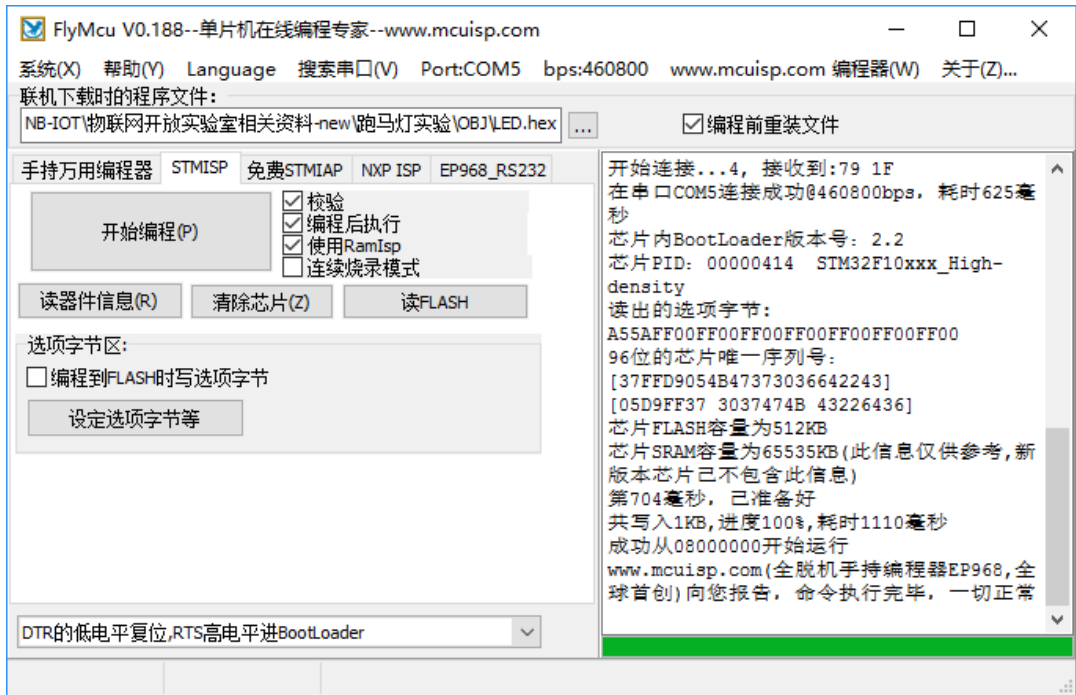 FlyMcu V0.188--单片机在线编程专家--www.mcuisp.com
系统(X) 帮助(Y) Language 搜索串口(V) Port:COM5 bps:460800 www.mcuisp.com 编程器(W) 关于(Z)...
联机下载时的程序文件:
NB-IOT\物联网开放实验室相关资料-new\跑马灯实验\OBJ\LED.hex ... 编程前重装文件
手持万用编程器 STMISP 免费STMIAP NXP ISP EP968_RS232
开始编程(P)
校验
编程后执行
使用RamIsp
连续烧录模式
读器件信息(R) 清除芯片(Z) 读FLASH
选项字节区:
编程到FLASH时写选项字节
设定选项字节等
DTR的低电平复位,RTS高电平进BootLoader
开始连接...4, 接收到:79 1F
在串口COM5连接成功@460800bps，耗时625毫
秒
芯片内BootLoader版本号: 2.2
芯片PID: 00000414 STM32F10xxx_High-
density
读出的选项字节:
A55AFF00FF00FF00FF00FF00FF00FF00
96位的芯片唯一序列号:
[37FFD9054B47373036642243]
[05D9FF37 3037474B 43226436]
芯片FLASH容量为512KB
芯片SRAM容量为65535KB(此信息仅供参考,新
版本芯片已不包含此信息)
第704毫秒，已准备好
共写入1KB,进度100%,耗时1110毫秒
成功从08000000开始运行
www.mcuisp.com(全脱机手持编程器EP968,全
球首创)向您报告，命令执行完毕，一切正常